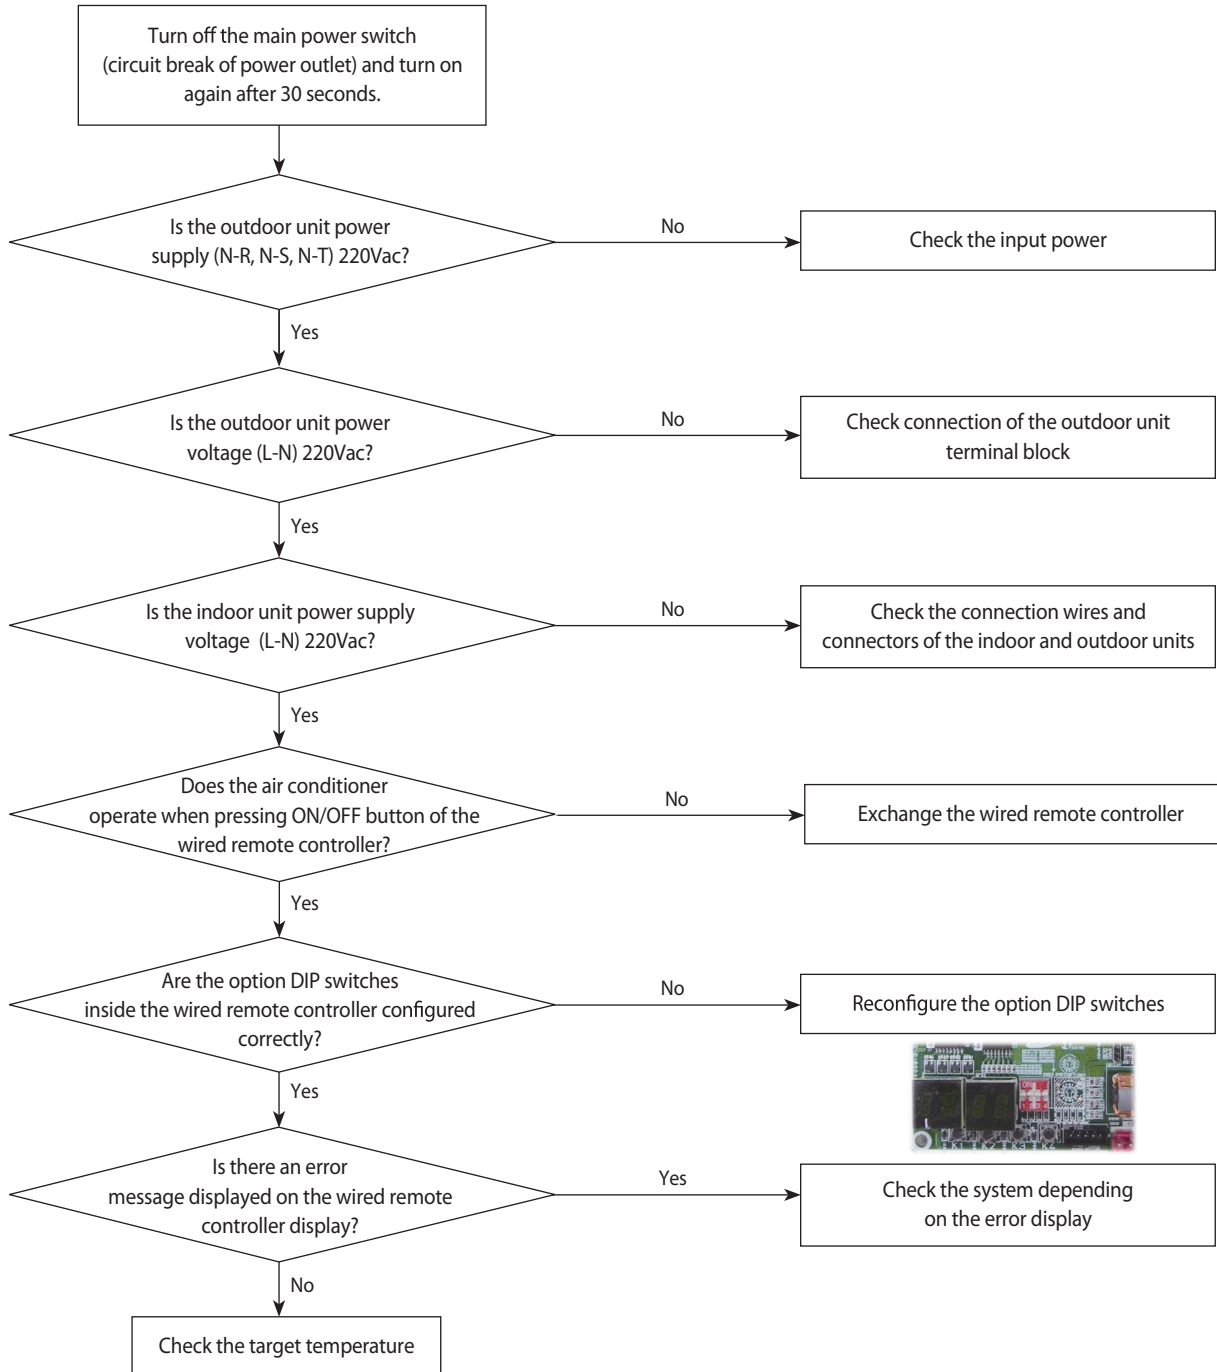 Turn off the main power switch
(circuit break of power outlet) and turn on
again after 30 seconds.
Is the outdoor unit power
supply (N-R, N-S, N-T) 220Vac?
No
Check the input power
Yes
Is the outdoor unit power
voltage (L-N) 220Vac?
No
Check connection of the outdoor unit
terminal block
Yes
Is the indoor unit power supply
voltage (L-N) 220Vac?
No
Check the connection wires and
connectors of the indoor and outdoor units
Yes
Does the air conditioner
operate when pressing ON/OFF button of the
wired remote controller?
No
Exchange the wired remote controller
Yes
Are the option DIP switches
inside the wired remote controller configured
correctly?
No
Reconfigure the option DIP switches
ON
K1 K2 K3 K4
Yes
Is there an error
message displayed on the wired remote
controller display?
Yes
Check the system depending
on the error display
No
Check the target temperature